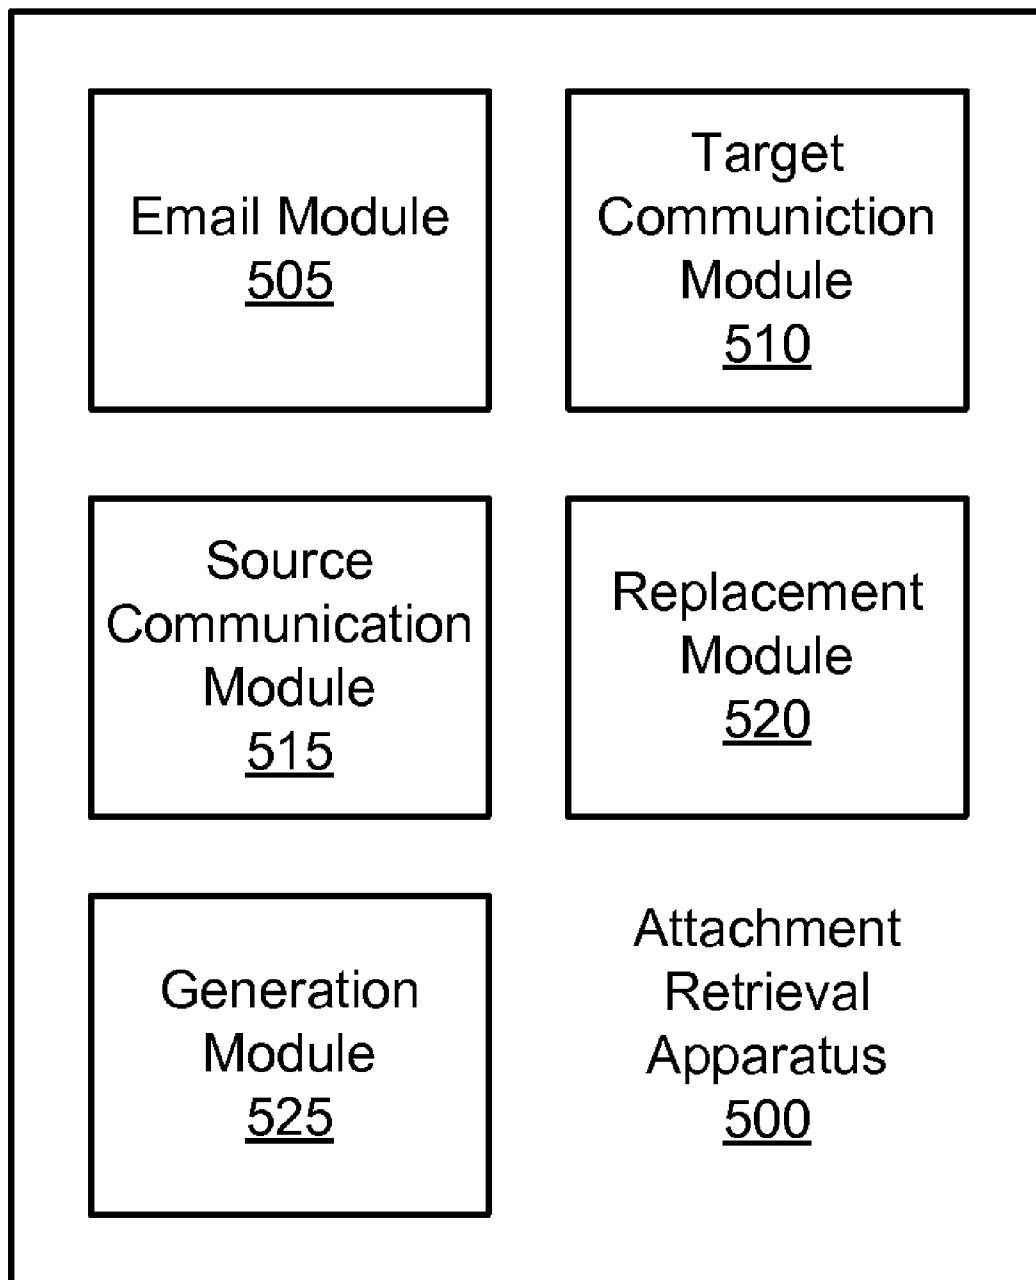 Email Module
505
Target
Communiction
Module
510
Source
Communication
Module
515
Replacement
Module
520
Generation
Module
525
Attachment
Retrieval
Apparatus
500